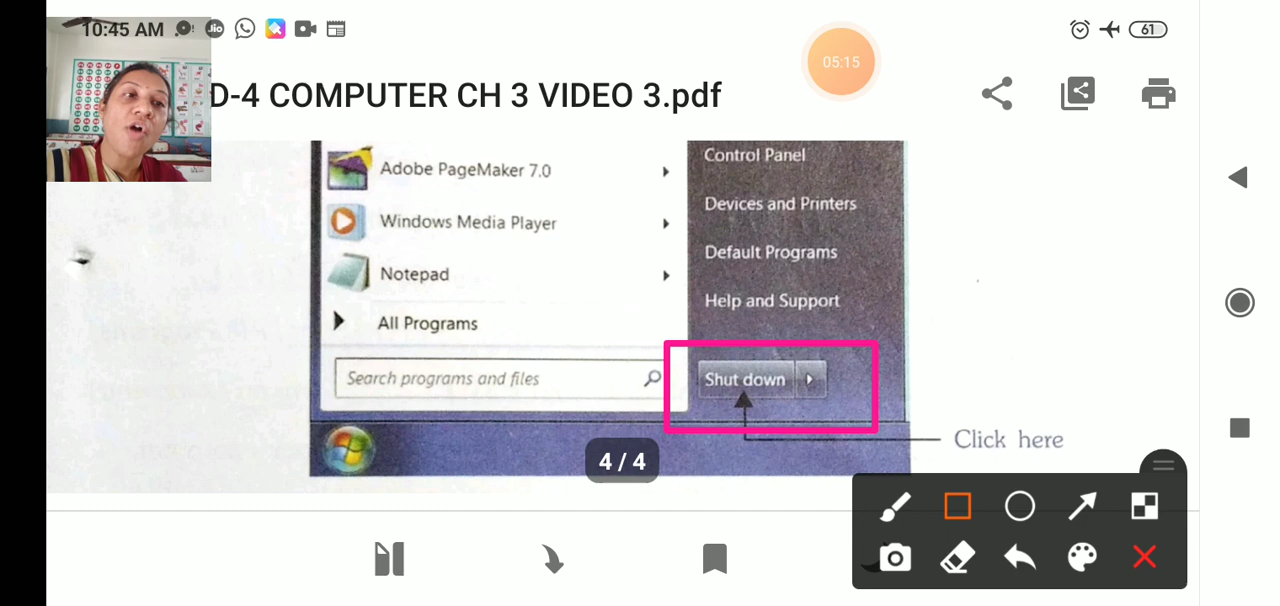 10:45 AM
Jio
61
05:15
D-4 COMPUTER CH 3 VIDEO 3.pdf
Adobe PageMaker 7.0
Windows Media Player
Notepad
All Programs
Search programs and files
Control Panel
Devices and Printers
Default Programs
Help and Support
Shut down
Click here
4 / 4